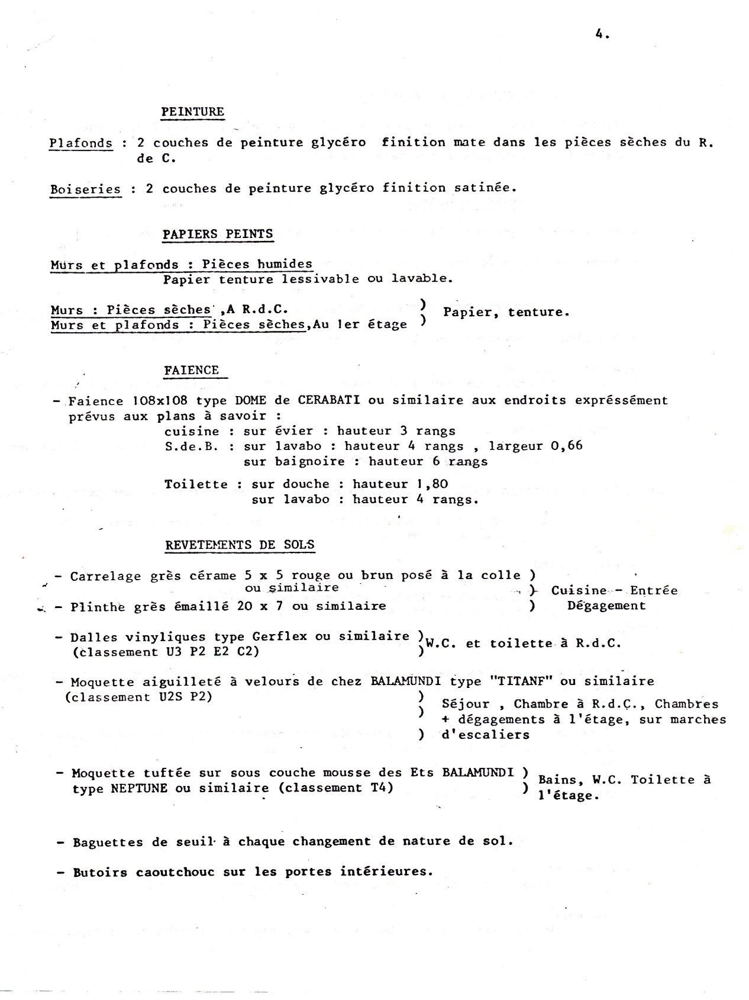 4.
PEINTURE
Plafonds : 2 couches de peinture glycéro finition mate dans les pièces sèches du R.
de C.
Boiseries : 2 couches de peinture glycéro finition satinée.
PAPIERS PEINTS
Murs et plafonds : Pièces humides
Papier tenture lessivable ou lavable.
Murs : Pièces sèches ,A R.d.C. )
Papier, tenture.
Murs et plafonds : Pièces sèches,Au 1er étage )
FAIENCE
- Faience 108x108 type DOME de CERABATI ou similaire aux endroits expréssément
prévus aux plans à savoir :
cuisine : sur évier : hauteur 3 rangs
S.de.B. : sur lavabo : hauteur 4 rangs , largeur 0,66
sur baignoire : hauteur 6 rangs
Toilette : sur douche : hauteur 1,80
sur lavabo : hauteur 4 rangs.
REVETEMENTS DE SOLS
- Carrelage grès cérame 5 x 5 rouge ou brun posé à la colle )
ou similaire ) Cuisine - Entrée
- Plinthe grès émaillé 20 x 7 ou similaire ) Dégagement
- Dalles vinyliques type Gerflex ou similaire )
W.C. et toilette à R.d.C.
(classement U3 P2 E2 C2) )
- Moquette aiguilleté à velours de chez BALAMUNDI type "TITANF" ou similaire
(classement U2S P2) )
) Séjour , Chambre à R.d.C., Chambres
+ dégagements à l'étage, sur marches
) d'escaliers
- Moquette tuftée sur sous couche mousse des Ets BALAMUNDI )
Bains, W.C. Toilette à
type NEPTUNE ou similaire (classement T4) )
l'étage.
- Baguettes de seuil à chaque changement de nature de sol.
- Butoirs caoutchouc sur les portes intérieures.